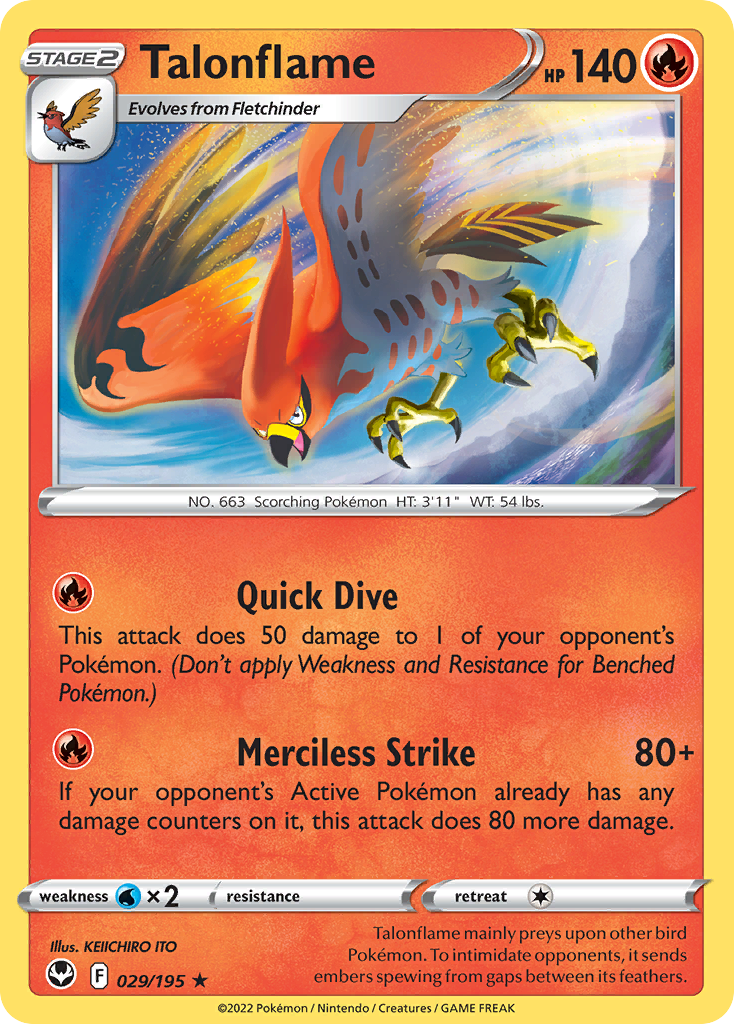 STAGE 2
Talonflame
HP 140
Evolves from Fletchinder
NO. 663 Scorching Pokémon HT: 3'11" WT: 54 lbs.
Quick Dive
This attack does 50 damage to 1 of your opponent's
Pokémon. (Don't apply Weakness and Resistance for Benched
Pokémon.)
Merciless Strike 80+
If your opponent's Active Pokémon already has any
damage counters on it, this attack does 80 more damage.
weakness ×2 resistance retreat
Illus. KEIICHIRO ITO
F 029/195 ★
Talonflame mainly preys upon other bird
Pokémon. To intimidate opponents, it sends
embers spewing from gaps between its feathers.
©2022 Pokémon / Nintendo / Creatures / GAME FREAK